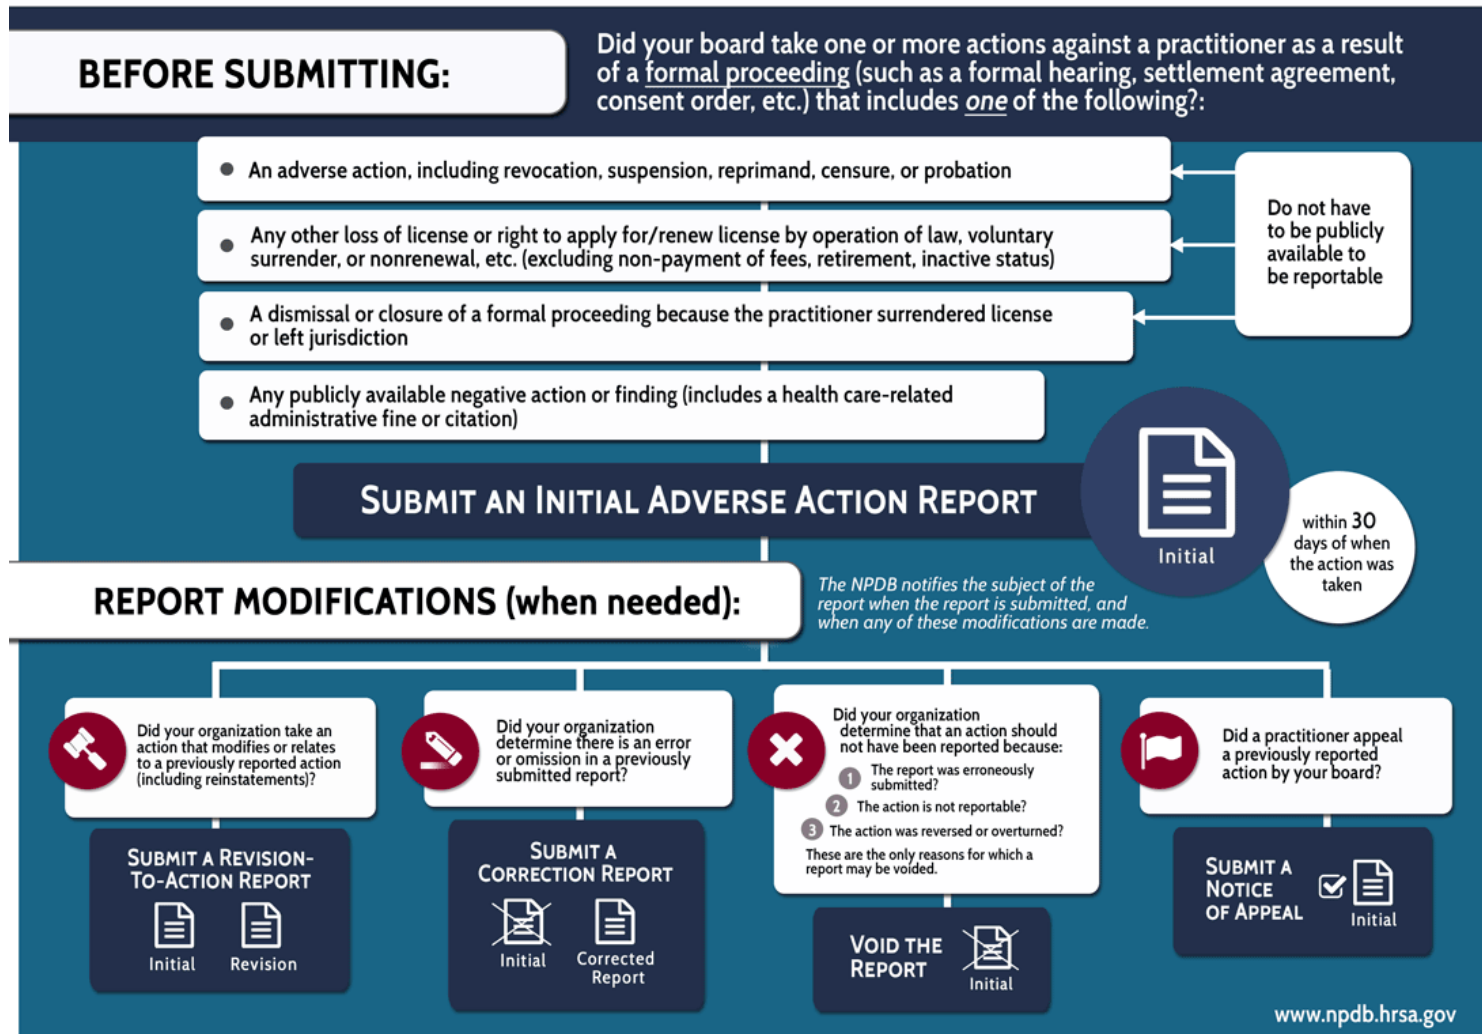 BEFORE SUBMITTING:
Did your board take one or more actions against a practitioner as a result
of a formal proceeding (such as a formal hearing, settlement agreement,
consent order, etc.) that includes one of the following?:
● An adverse action, including revocation, suspension, reprimand, censure, or probation
● Any other loss of license or right to apply for/renew license by operation of law, voluntary
surrender, or nonrenewal, etc. (excluding non-payment of fees, retirement, inactive status)
● A dismissal or closure of a formal proceeding because the practitioner surrendered license
or left jurisdiction
● Any publicly available negative action or finding (includes a health care-related
administrative fine or citation)
Do not have
to be publicly
available to
be reportable
SUBMIT AN INITIAL ADVERSE ACTION REPORT
Initial
within 30
days of when
the action was
taken
REPORT MODIFICATIONS (when needed):
The NPDB notifies the subject of the
report when the report is submitted, and
when any of these modifications are made.
Did your organization take an
action that modifies or relates
to a previously reported action
(including reinstatements)?
SUBMIT A REVISION-
TO-ACTION REPORT
Initial
Revision
Did your organization
determine there is an error
or omission in a previously
submitted report?
SUBMIT A
CORRECTION REPORT
Initial
Corrected
Report
Did your organization
determine that an action should
not have been reported because:
1 The report was erroneously
submitted?
2 The action is not reportable?
3 The action was reversed or overturned?
These are the only reasons for which a
report may be voided.
VOID THE
REPORT
Initial
Did a practitioner appeal
a previously reported
action by your board?
SUBMIT A
NOTICE
OF APPEAL
Initial
www.npdb.hrsa.gov